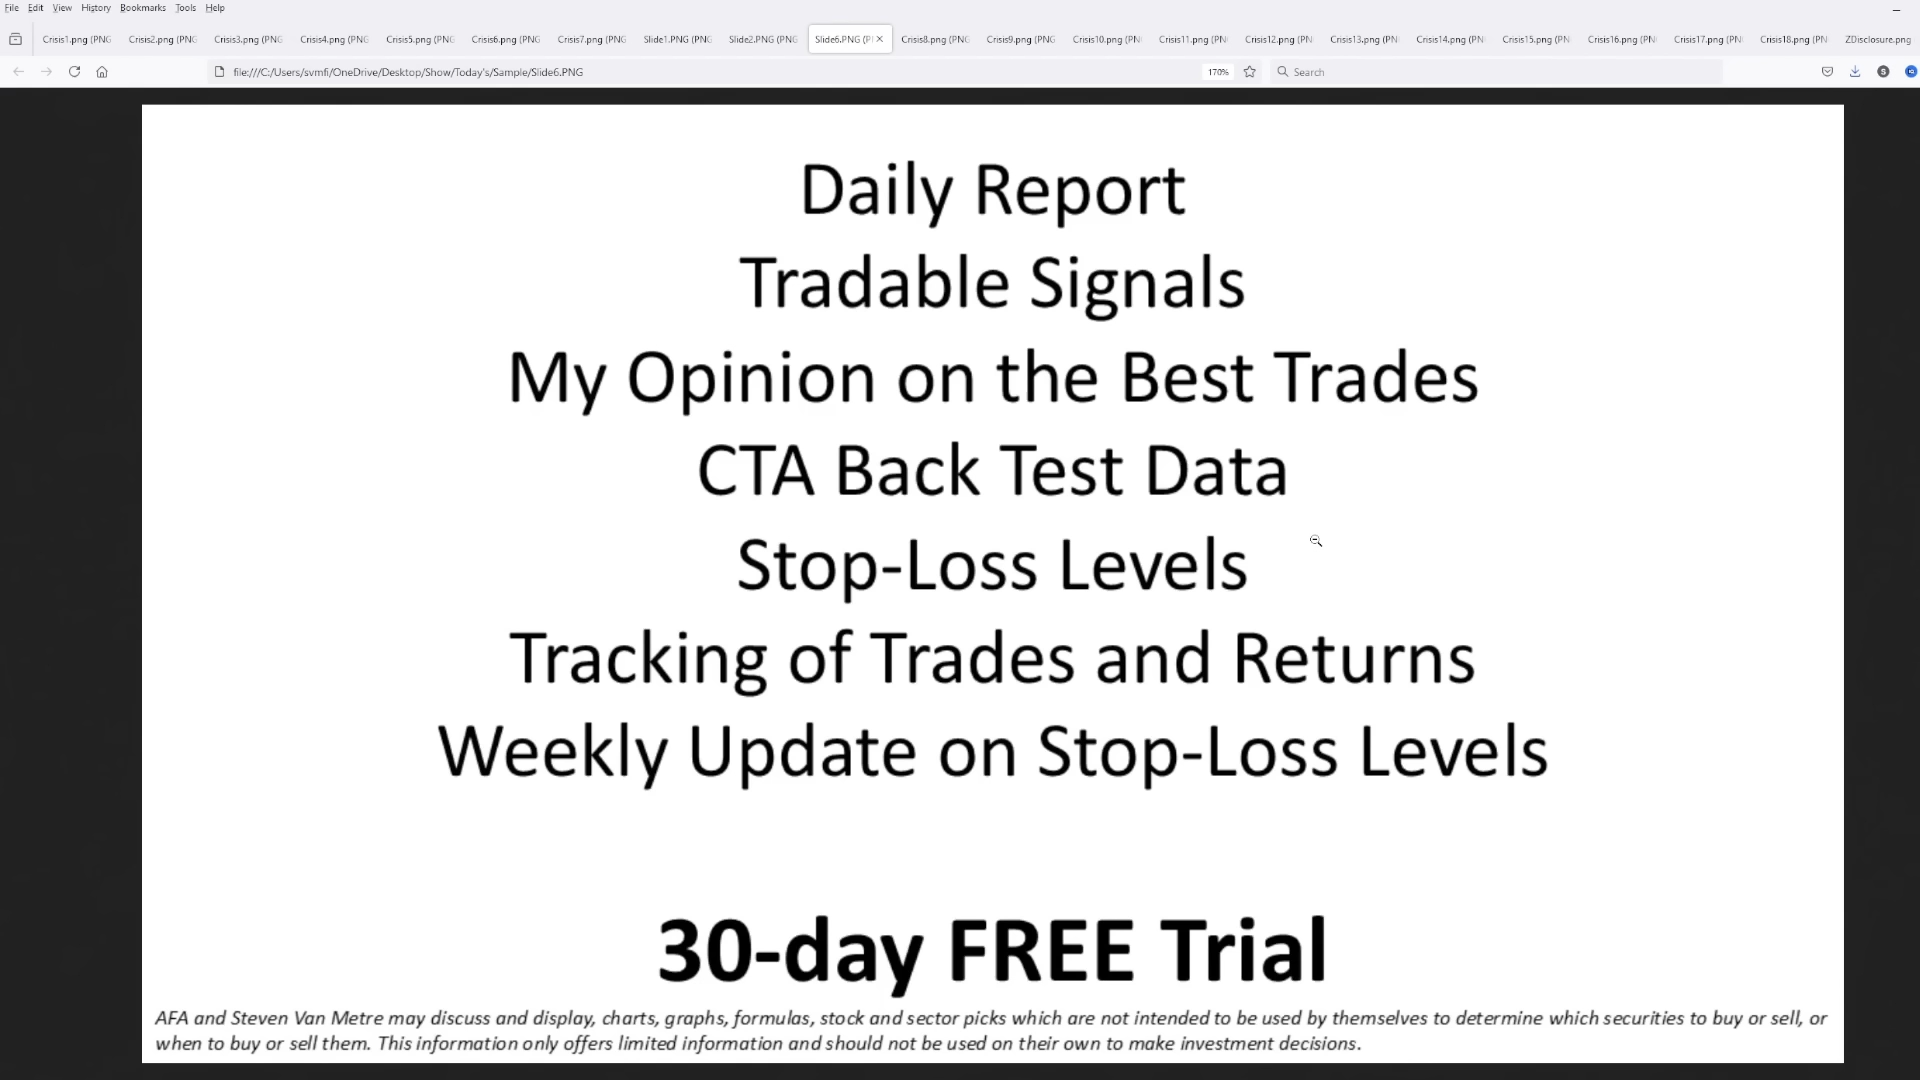 File Edit View History Bookmarks Tools Help
Crisis1.png (PNG Crisis2.png (PNG Crisis3.png (PNG Crisis4.png (PNG Crisis5.png (PNG Crisis6.png (PNG Crisis7.png (PNG Slide1.PNG (PNG Slide2.PNG (PNG Slide6.PNG (P Crisis8.png (PNG Crisis9.png (PNG Crisis10.png (PN Crisis11.png (PN Crisis12.png (PN Crisis13.png (PN Crisis14.png (PN Crisis15.png (PN Crisis16.png (PN Crisis17.png (PN Crisis18.png (PN ZDisclosure.png
file:///C:/Users/svmfi/OneDrive/Desktop/Show/Today's/Sample/Slide6.PNG 170% Search S
Daily Report
Tradable Signals
My Opinion on the Best Trades
CTA Back Test Data
Stop-Loss Levels
Tracking of Trades and Returns
Weekly Update on Stop-Loss Levels
30-day FREE Trial
AFA and Steven Van Metre may discuss and display, charts, graphs, formulas, stock and sector picks which are not intended to be used by themselves to determine which securities to buy or sell, or
when to buy or sell them. This information only offers limited information and should not be used on their own to make investment decisions.